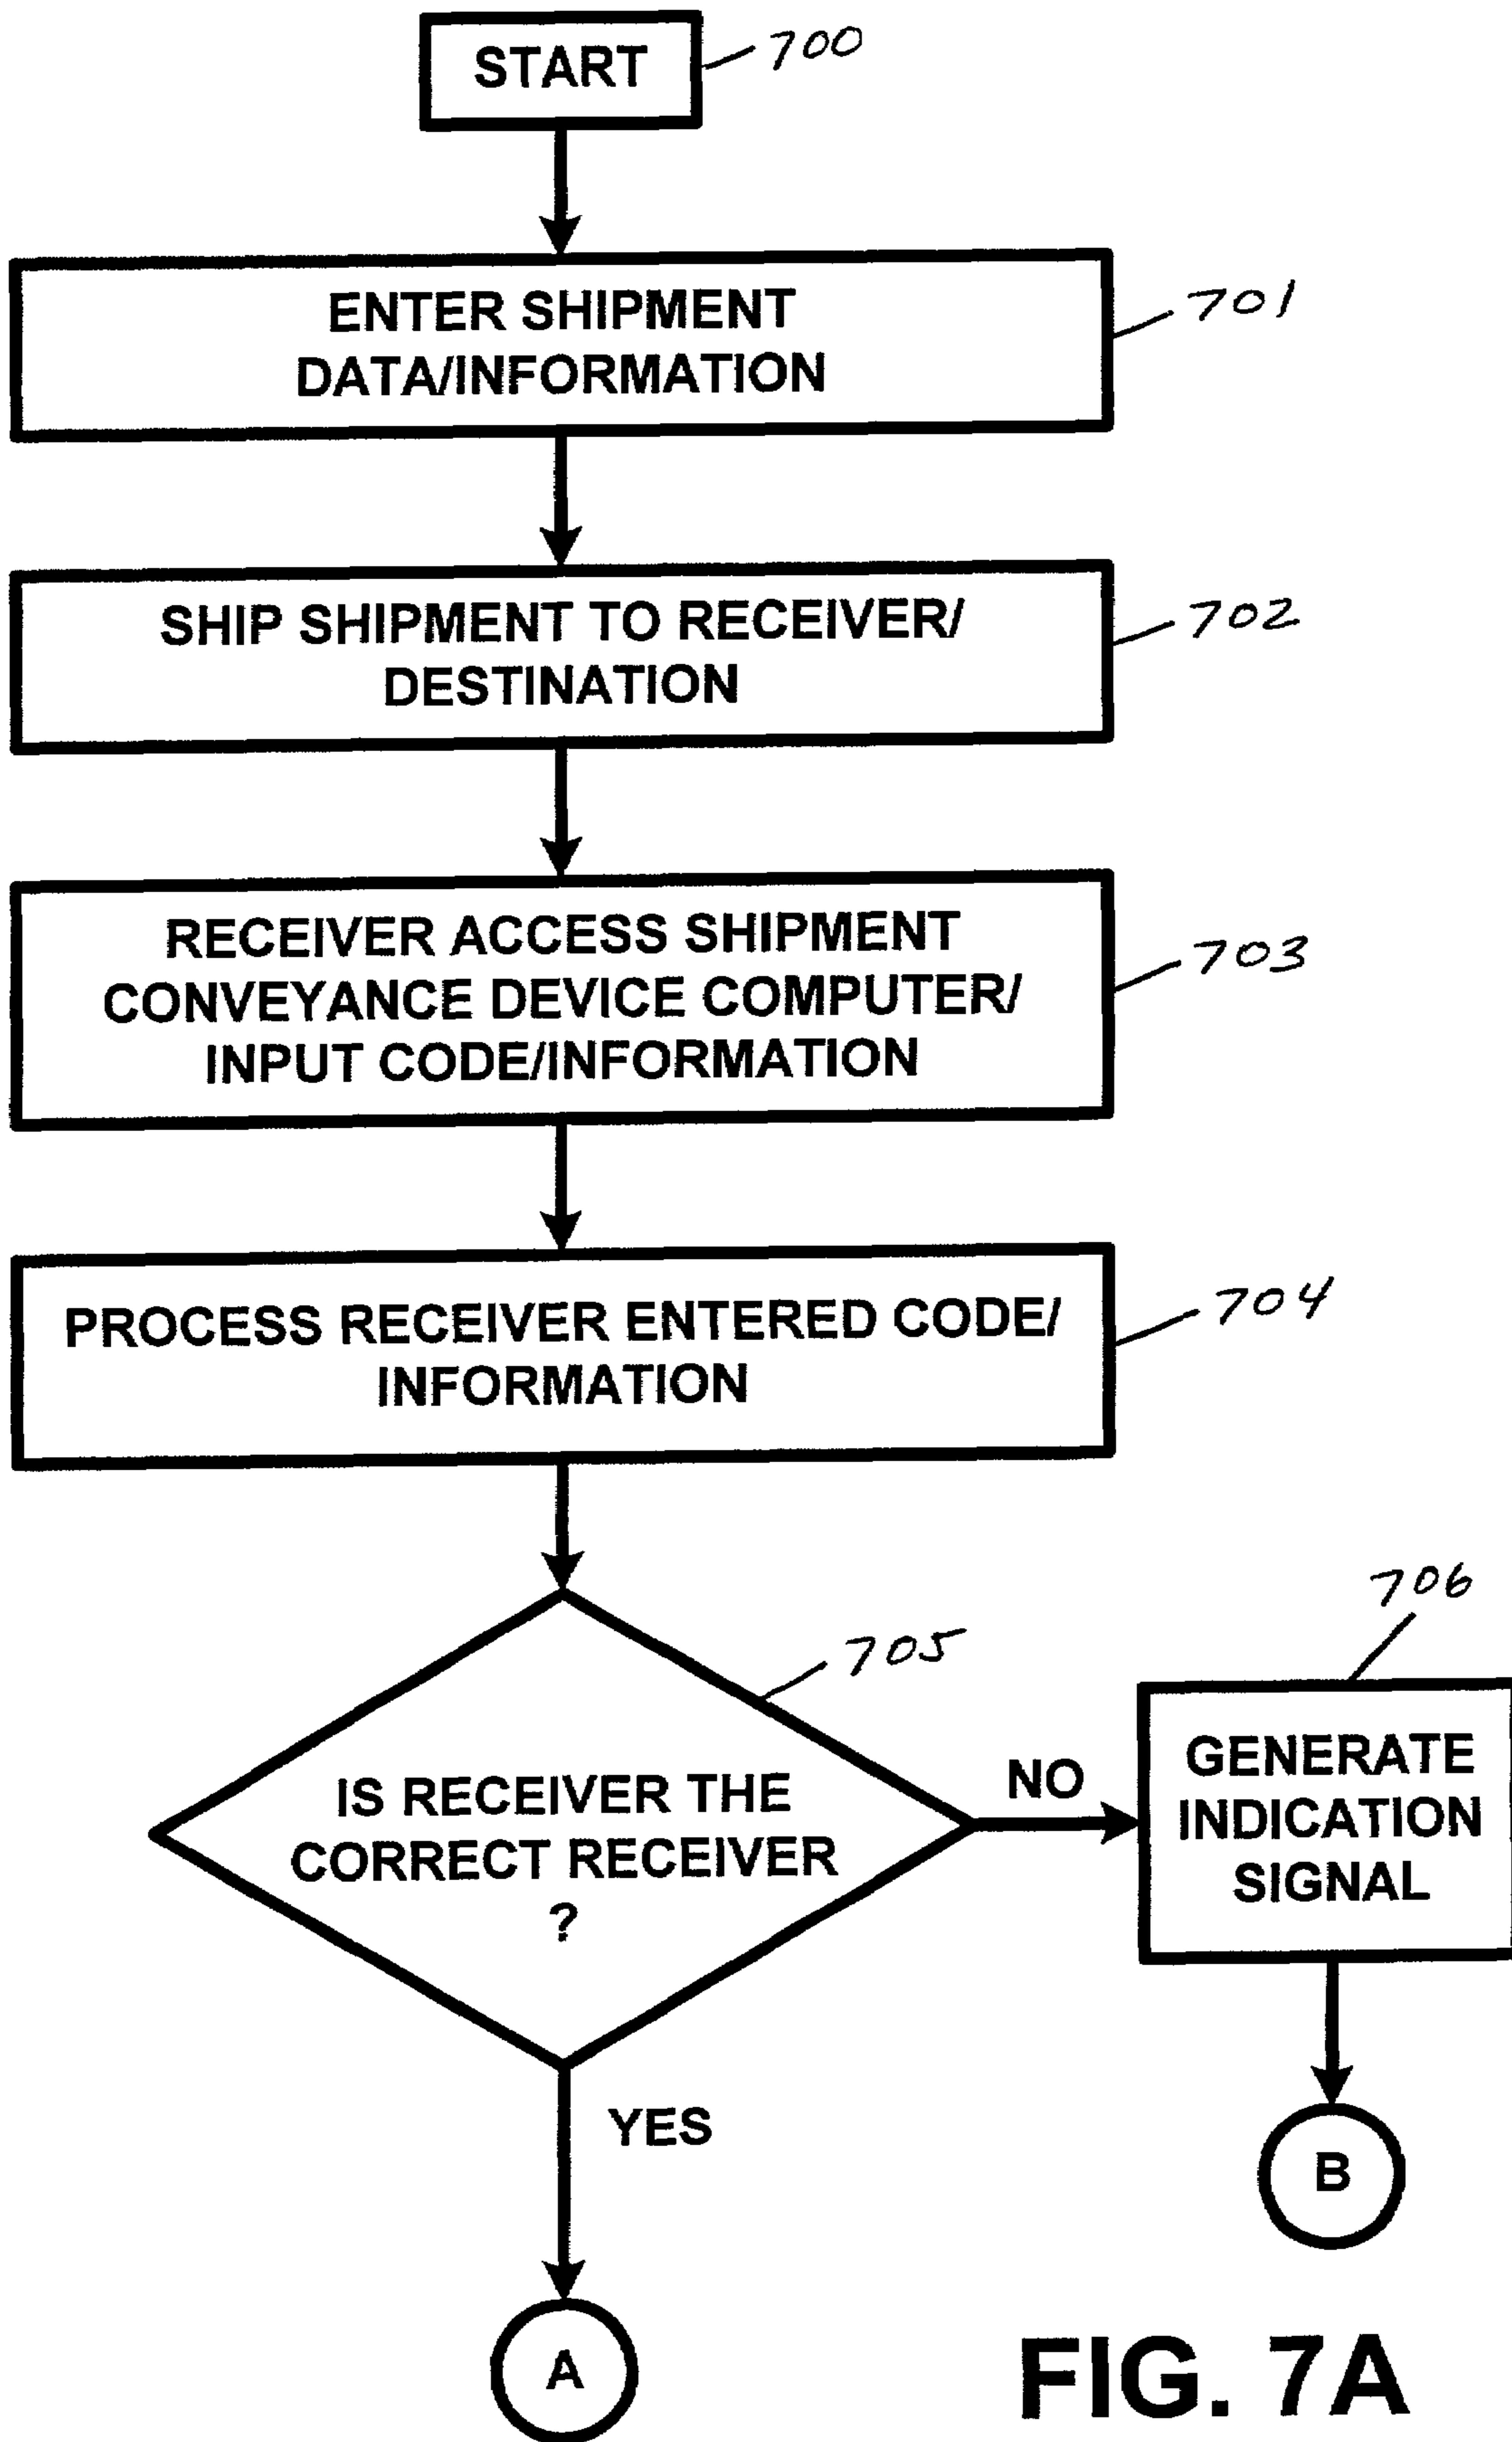 START
700
ENTER SHIPMENT
DATA/INFORMATION
701
SHIP SHIPMENT TO RECEIVER/
DESTINATION
702
RECEIVER ACCESS SHIPMENT
CONVEYANCE DEVICE COMPUTER/
INPUT CODE/INFORMATION
703
PROCESS RECEIVER ENTERED CODE/
INFORMATION
704
IS RECEIVER THE
CORRECT RECEIVER
?
705
NO
706
GENERATE
INDICATION
SIGNAL
YES
B
A
FIG. 7A